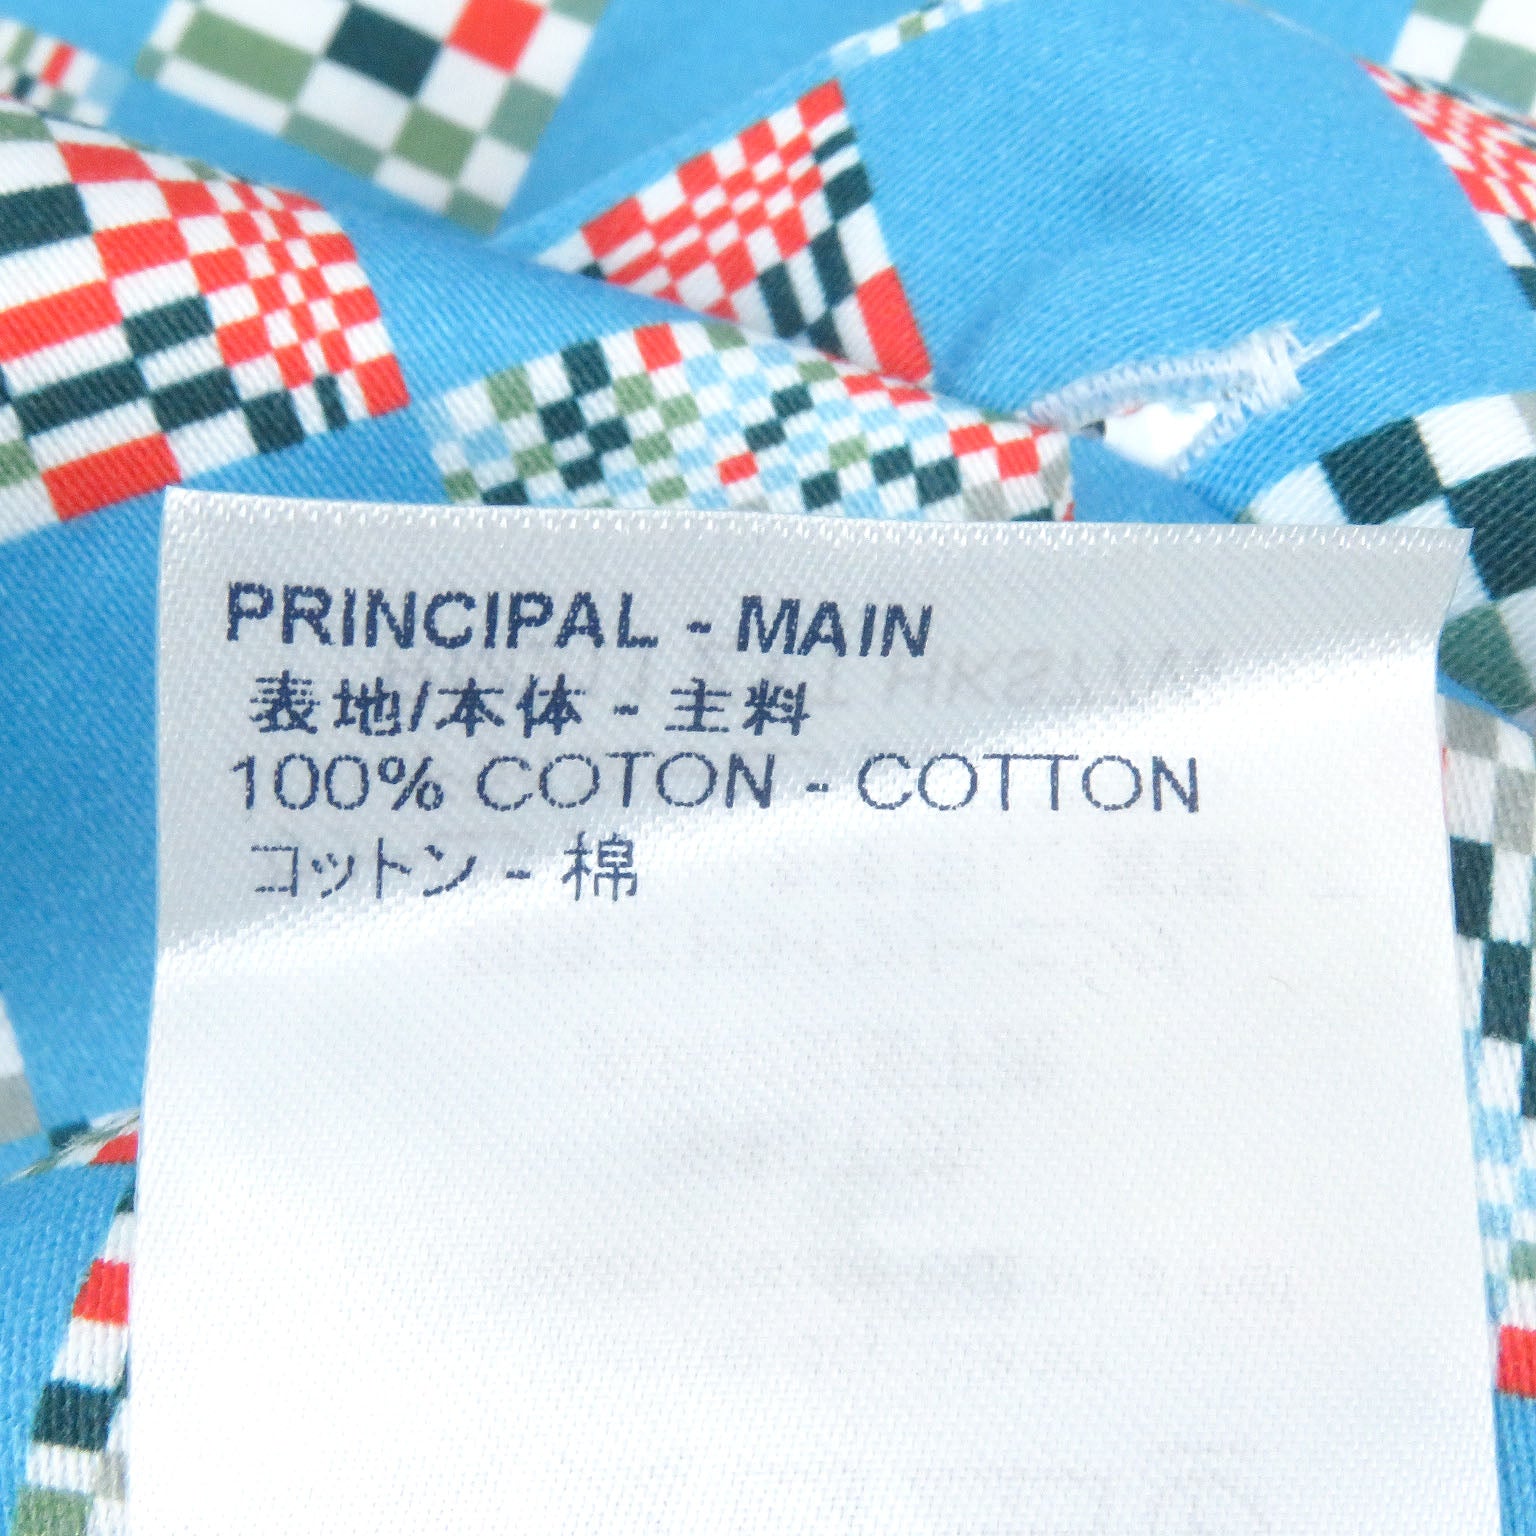 PRINCIPAL - MAIN
表地/本体 - 主料
100% COTON - COTTON
コットン - 棉